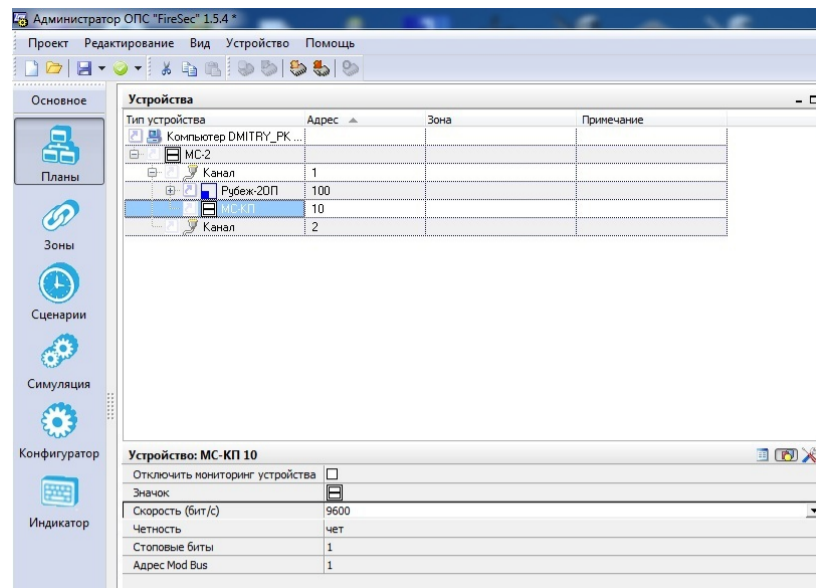 Администратор ОПС "FireSec" 1.5.4 *
Проект Редактирование Вид Устройство Помощь
Основное
Планы
Зоны
Сценарии
Симуляция
Конфигуратор
Индикатор
Устройства
Тип устройства Адрес Зона Примечание
Компьютер DMITRY_PK ...
МС-2
Канал 1
Рубеж-2ОП 100
МС-КП 10
Канал 2
Устройство: МС-КП 10
Отключить мониторинг устройства
Значок
Скорость (бит/с) 9600
Четность чет
Стоповые биты 1
Адрес Mod Bus 1